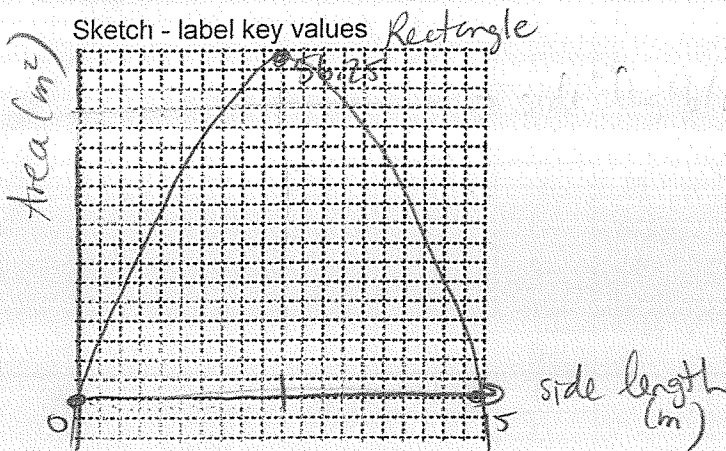 Sketch - label key values Rectangle
Area (m²)
56.25
0
5
side length
(m)